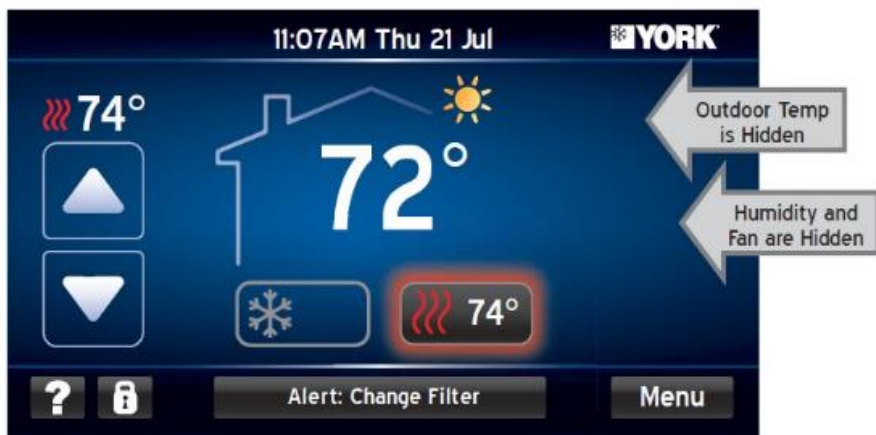 11:07AM Thu 21 Jul
YORK
74°
Outdoor Temp
is Hidden
72°
Humidity and
Fan are Hidden
74°
?
Alert: Change Filter
Menu